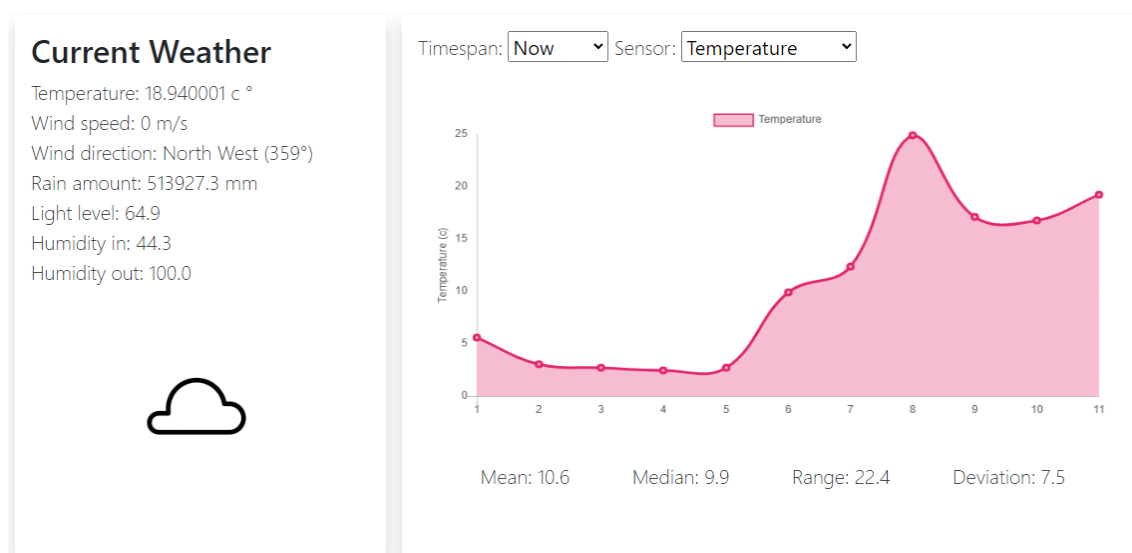 Current Weather
Temperature: 18.940001 c °
Wind speed: 0 m/s
Wind direction: North West (359°)
Rain amount: 513927.3 mm
Light level: 64.9
Humidity in: 44.3
Humidity out: 100.0
Timespan: Now Sensor: Temperature
Temperature
Temperature (c)
25
20
15
10
5
0
1 2 3 4 5 6 7 8 9 10 11
Mean: 10.6 Median: 9.9 Range: 22.4 Deviation: 7.5